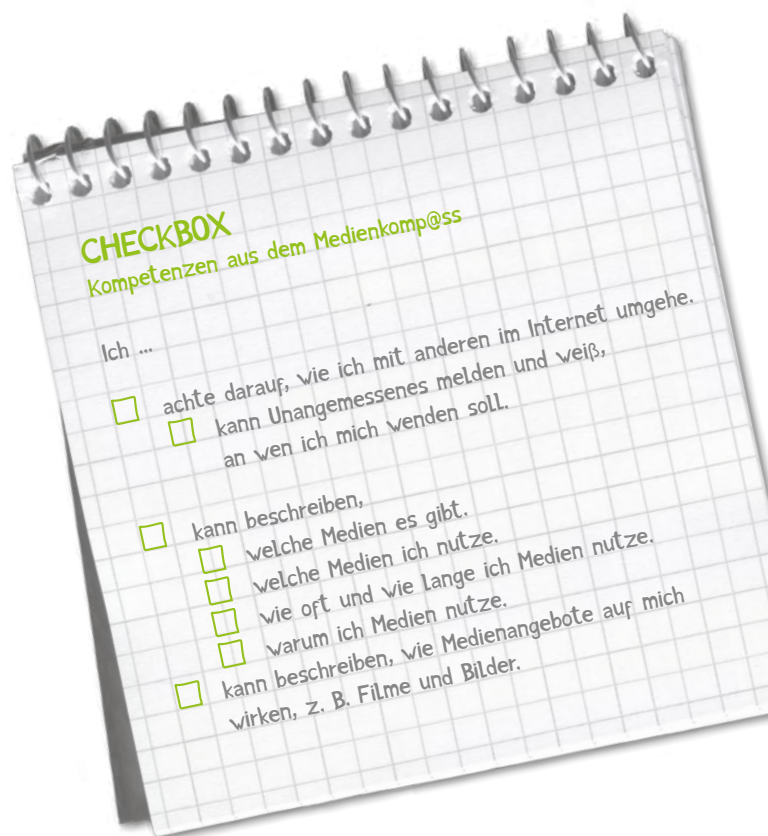 CHECKBOX
Kompetenzen aus dem Medienkomp@ss
Ich ...
achte darauf, wie ich mit anderen im Internet umgehe.
kann Unangemessenes melden und weiß,
an wen ich mich wenden soll.
kann beschreiben,
welche Medien es gibt.
welche Medien ich nutze.
wie oft und wie lange ich Medien nutze.
warum ich Medien nutze.
kann beschreiben, wie Medienangebote auf mich
wirken, z. B. Filme und Bilder.